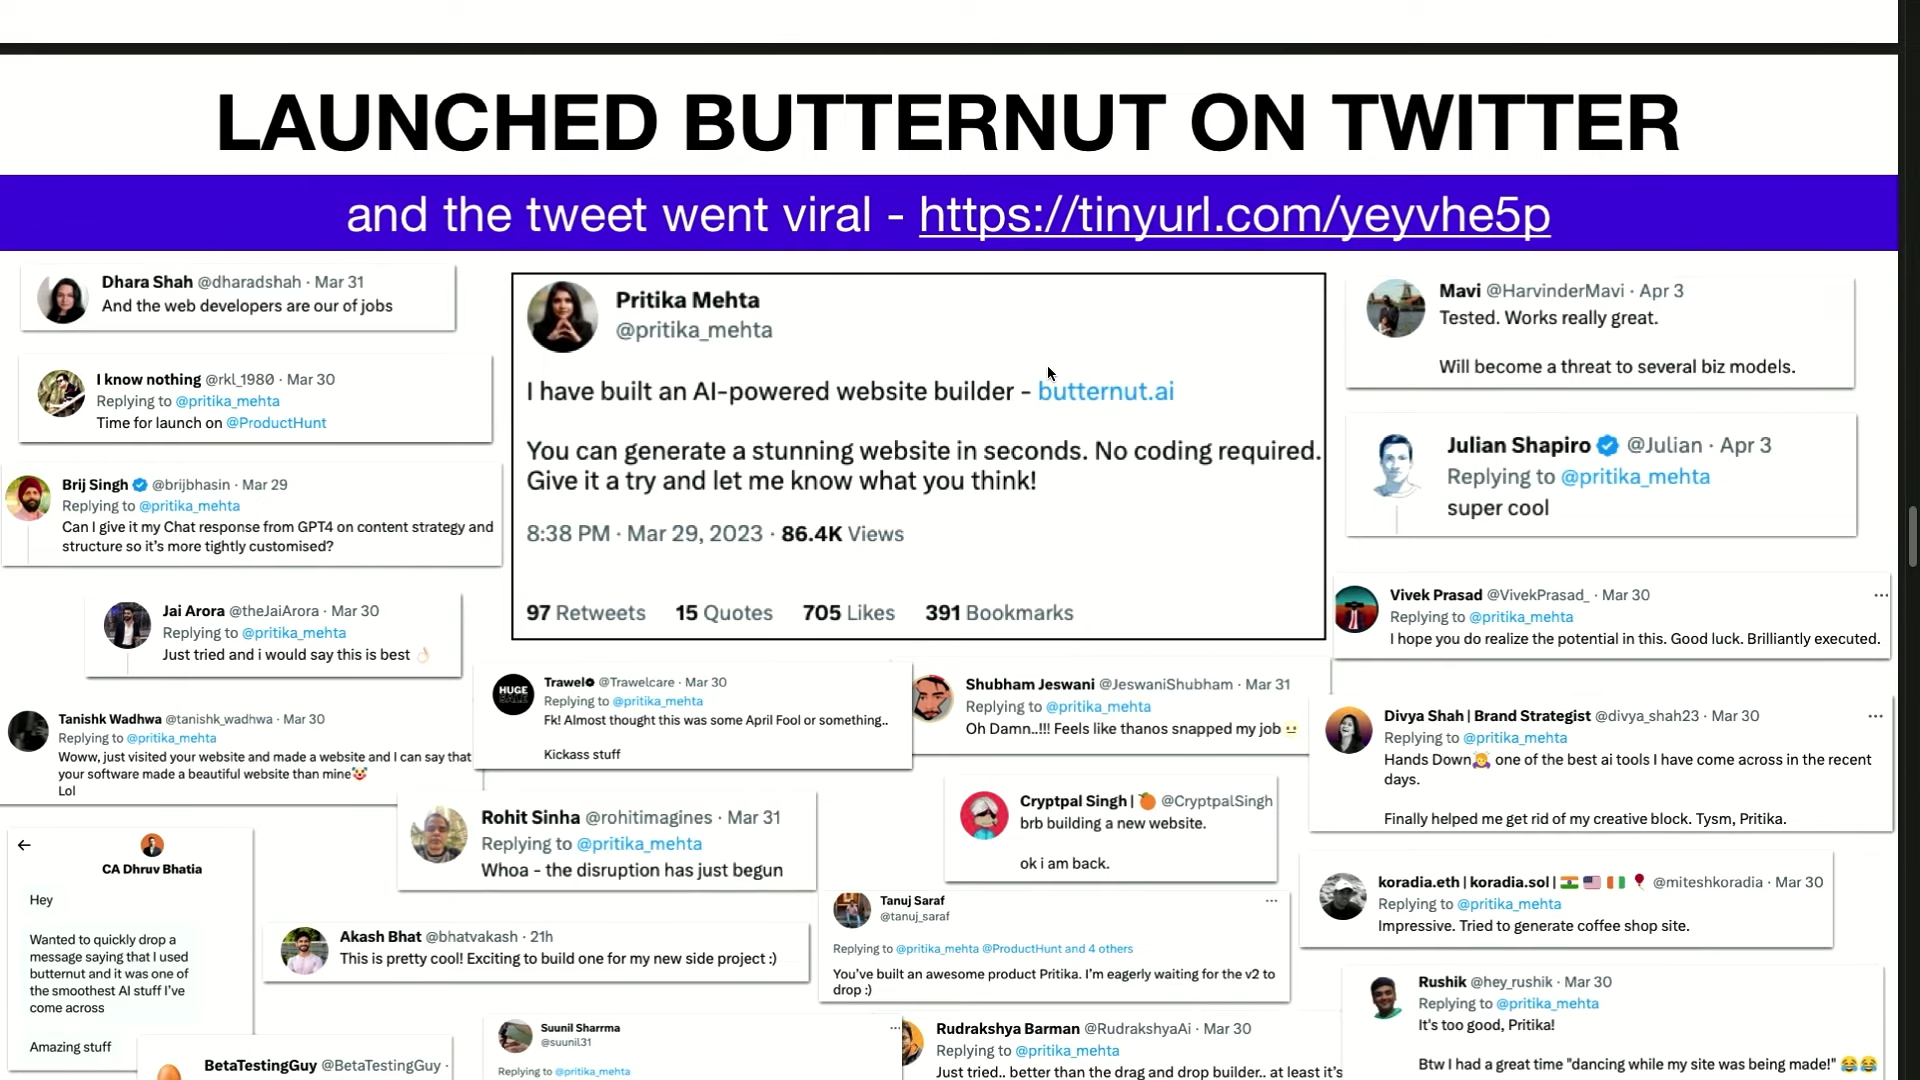 LAUNCHED BUTTERNUT ON TWITTER
and the tweet went viral - https://tinyurl.com/yeyvhe5p
Dhara Shah @dharadshah · Mar 31
And the web developers are our of jobs
I know nothing @rkl_1980 · Mar 30
Replying to @pritika_mehta
Time for launch on @ProductHunt
Brij Singh @brijbhasin · Mar 29
Replying to @pritika_mehta
Can I give it my Chat response from GPT4 on content strategy and
structure so it's more tightly customised?
Jai Arora @theJaiArora · Mar 30
Replying to @pritika_mehta
Just tried and i would say this is best 👌🏻
Tanishk Wadhwa @tanishk_wadhwa · Mar 30
Replying to @pritika_mehta
Woww, just visited your website and made a website and I can say that
your software made a beautiful website than mine🤡
Lol
Pritika Mehta
@pritika_mehta
I have built an AI-powered website builder - butternut.ai
You can generate a stunning website in seconds. No coding required.
Give it a try and let me know what you think!
8:38 PM · Mar 29, 2023 · 86.4K Views
97 Retweets 15 Quotes 705 Likes 391 Bookmarks
Mavi @HarvinderMavi · Apr 3
Tested. Works really great.
Will become a threat to several biz models.
Julian Shapiro @Julian · Apr 3
Replying to @pritika_mehta
super cool
Vivek Prasad @VivekPrasad_ · Mar 30
Replying to @pritika_mehta
I hope you do realize the potential in this. Good luck. Brilliantly executed.
HUGE
SALE
Trawel @Trawelcare · Mar 30
Replying to @pritika_mehta
Fk! Almost thought this was some April Fool or something..
Kickass stuff
Shubham Jeswani @JeswaniShubham · Mar 31
Replying to @pritika_mehta
Oh Damn..!!! Feels like thanos snapped my job 🫠
Divya Shah | Brand Strategist @divya_shah23 · Mar 30
Replying to @pritika_mehta
Hands Down🙇‍♀️ one of the best ai tools I have come across in the recent
days.
Finally helped me get rid of my creative block. Tysm, Pritika.
Rohit Sinha @rohitimagines · Mar 31
Replying to @pritika_mehta
Whoa - the disruption has just begun
Cryptpal Singh | 🍊 @CryptpalSingh
brb building a new website.
ok i am back.
CA Dhruv Bhatia
Hey
Wanted to quickly drop a
message saying that I used
butternut and it was one of
the smoothest AI stuff I've
come across
Amazing stuff
Akash Bhat @bhatvakash · 21h
This is pretty cool! Exciting to build one for my new side project :)
Tanuj Saraf
@tanuj_saraf
Replying to @pritika_mehta @ProductHunt and 4 others
You've built an awesome product Pritika. I'm eagerly waiting for the v2 to
drop :)
koradia.eth | koradia.sol | 🇮🇳 🇺🇸 🇮🇪 🎈 @miteshkoradia · Mar 30
Replying to @pritika_mehta
Impressive. Tried to generate coffee shop site.
Rushik @hey_rushik · Mar 30
Replying to @pritika_mehta
It's too good, Pritika!
Btw I had a great time "dancing while my site was being made!" 😂😂
BetaTestingGuy @BetaTestingGuy ·
Suunil Sharrma
@suunil31
Replying to @pritika_mehta
Rudrakshya Barman @RudrakshyaAi · Mar 30
Replying to @pritika_mehta
Just tried.. better than the drag and drop builder.. at least it's